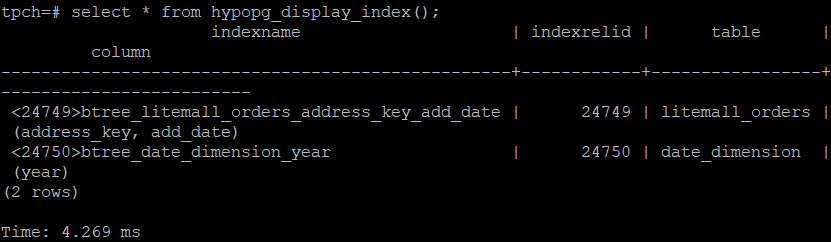 tpch=# select * from hypopg_display_index();
                     indexname                     | indexrelid |      table      |
         column
---------------------------------------------------+------------+-----------------+
-------------------------
 <24749>btree_litemall_orders_address_key_add_date |      24749 | litemall_orders |
 (address_key, add_date)
 <24750>btree_date_dimension_year                  |      24750 | date_dimension  |
 (year)
(2 rows)
Time: 4.269 ms